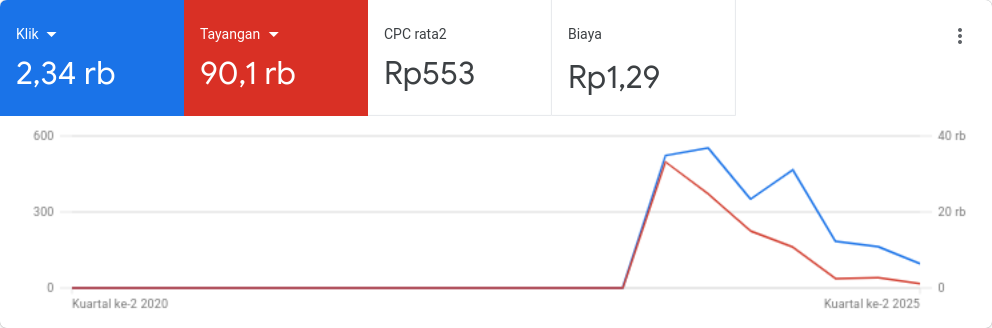 Klik
Tayangan
CPC rata2
Biaya
2,34 rb
90,1 rb
Rp553
Rp1,29
600
40 rb
300
20 rb
0
0
Kuartal ke-2 2020
Kuartal ke-2 2025